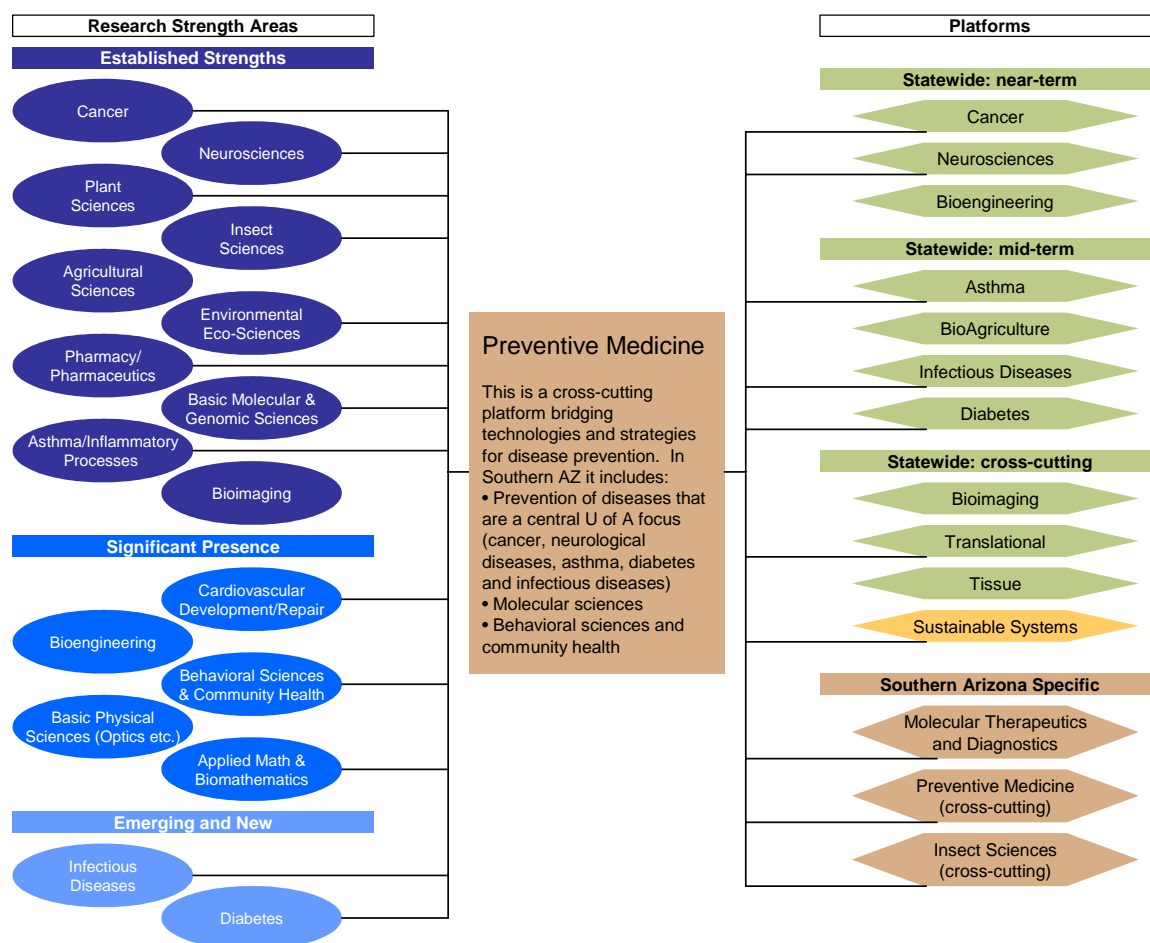 Research Strength Areas
Established Strengths
Cancer
Neurosciences
Plant
Sciences
Insect
Sciences
Agricultural
Sciences
Environmental
Eco-Sciences
Pharmacy/
Pharmaceutics
Basic Molecular &
Genomic Sciences
Asthma/Inflammatory
Processes
Bioimaging
Significant Presence
Cardiovascular
Development/Repair
Bioengineering
Behavioral Sciences
& Community Health
Basic Physical
Sciences (Optics etc.)
Applied Math &
Biomathematics
Emerging and New
Infectious
Diseases
Diabetes
Preventive Medicine
This is a cross-cutting
platform bridging
technologies and strategies
for disease prevention.  In
Southern AZ it includes:
• Prevention of diseases that
are a central U of A focus
(cancer, neurological
diseases, asthma, diabetes
and infectious diseases)
• Molecular sciences
• Behavioral sciences and
community health
Platforms
Statewide: near-term
Cancer
Neurosciences
Bioengineering
Statewide: mid-term
Asthma
BioAgriculture
Infectious Diseases
Diabetes
Statewide: cross-cutting
Bioimaging
Translational
Tissue
Sustainable Systems
Southern Arizona Specific
Molecular Therapeutics
and Diagnostics
Preventive Medicine
(cross-cutting)
Insect Sciences
(cross-cutting)